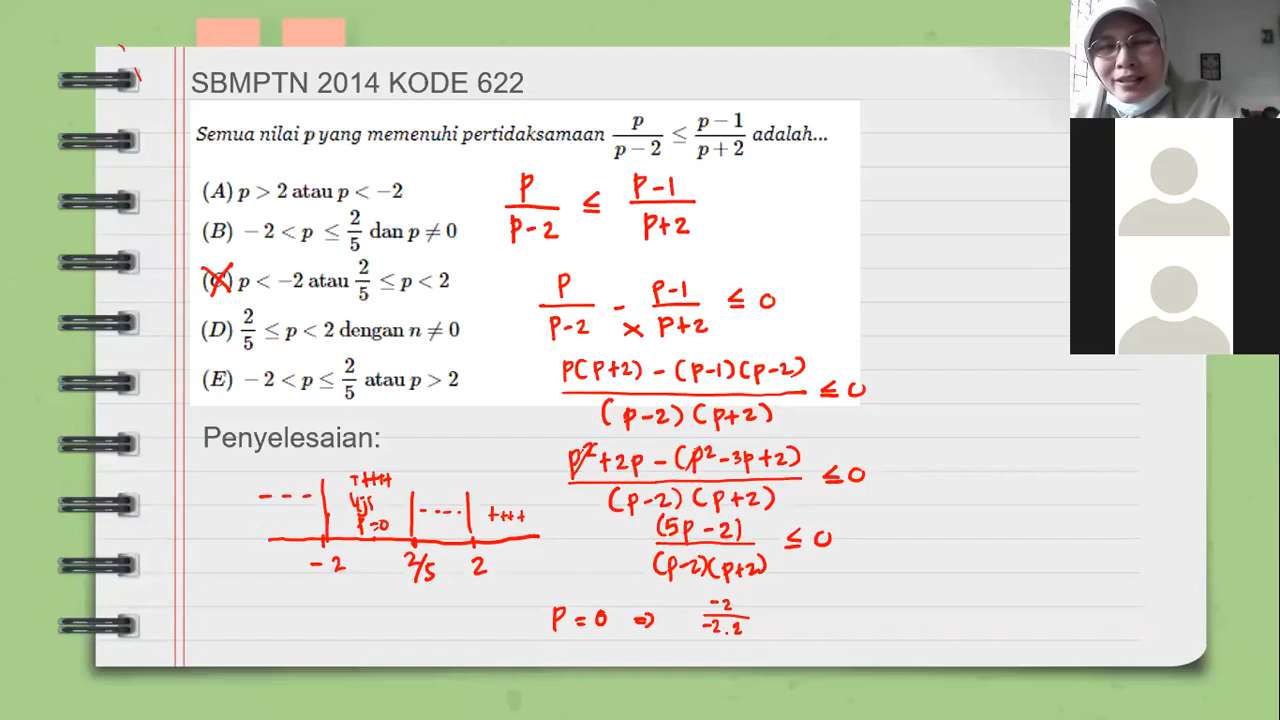 SBMPTN 2014 KODE 622
Semua nilai p yang memenuhi pertidaksamaan p/(p − 2) ≤ (p − 1)/(p + 2) adalah...
(A) p > 2 atau p < −2
(B) − 2 < p ≤ 2/5 dan p ≠ 0
(C) p < −2 atau 2/5 ≤ p < 2
(D) 2/5 ≤ p < 2 dengan n ≠ 0
(E) − 2 < p ≤ 2/5 atau p > 2
p/(p-2) ≤ (p-1)/(p+2)
p/(p-2) - (p-1)/(p+2) ≤ 0
x
(p(p+2) - (p-1)(p-2))/((p-2)(p+2)) ≤ 0
(p² + 2p - (p² - 3p + 2))/((p-2)(p+2)) ≤ 0
(5p - 2)/((p-2)(p+2)) ≤ 0
p = 0 ⇒ -2/(-2.2)
Penyelesaian:
--- +++++ ---- +++
Uji
p=0
-2 2/5 2